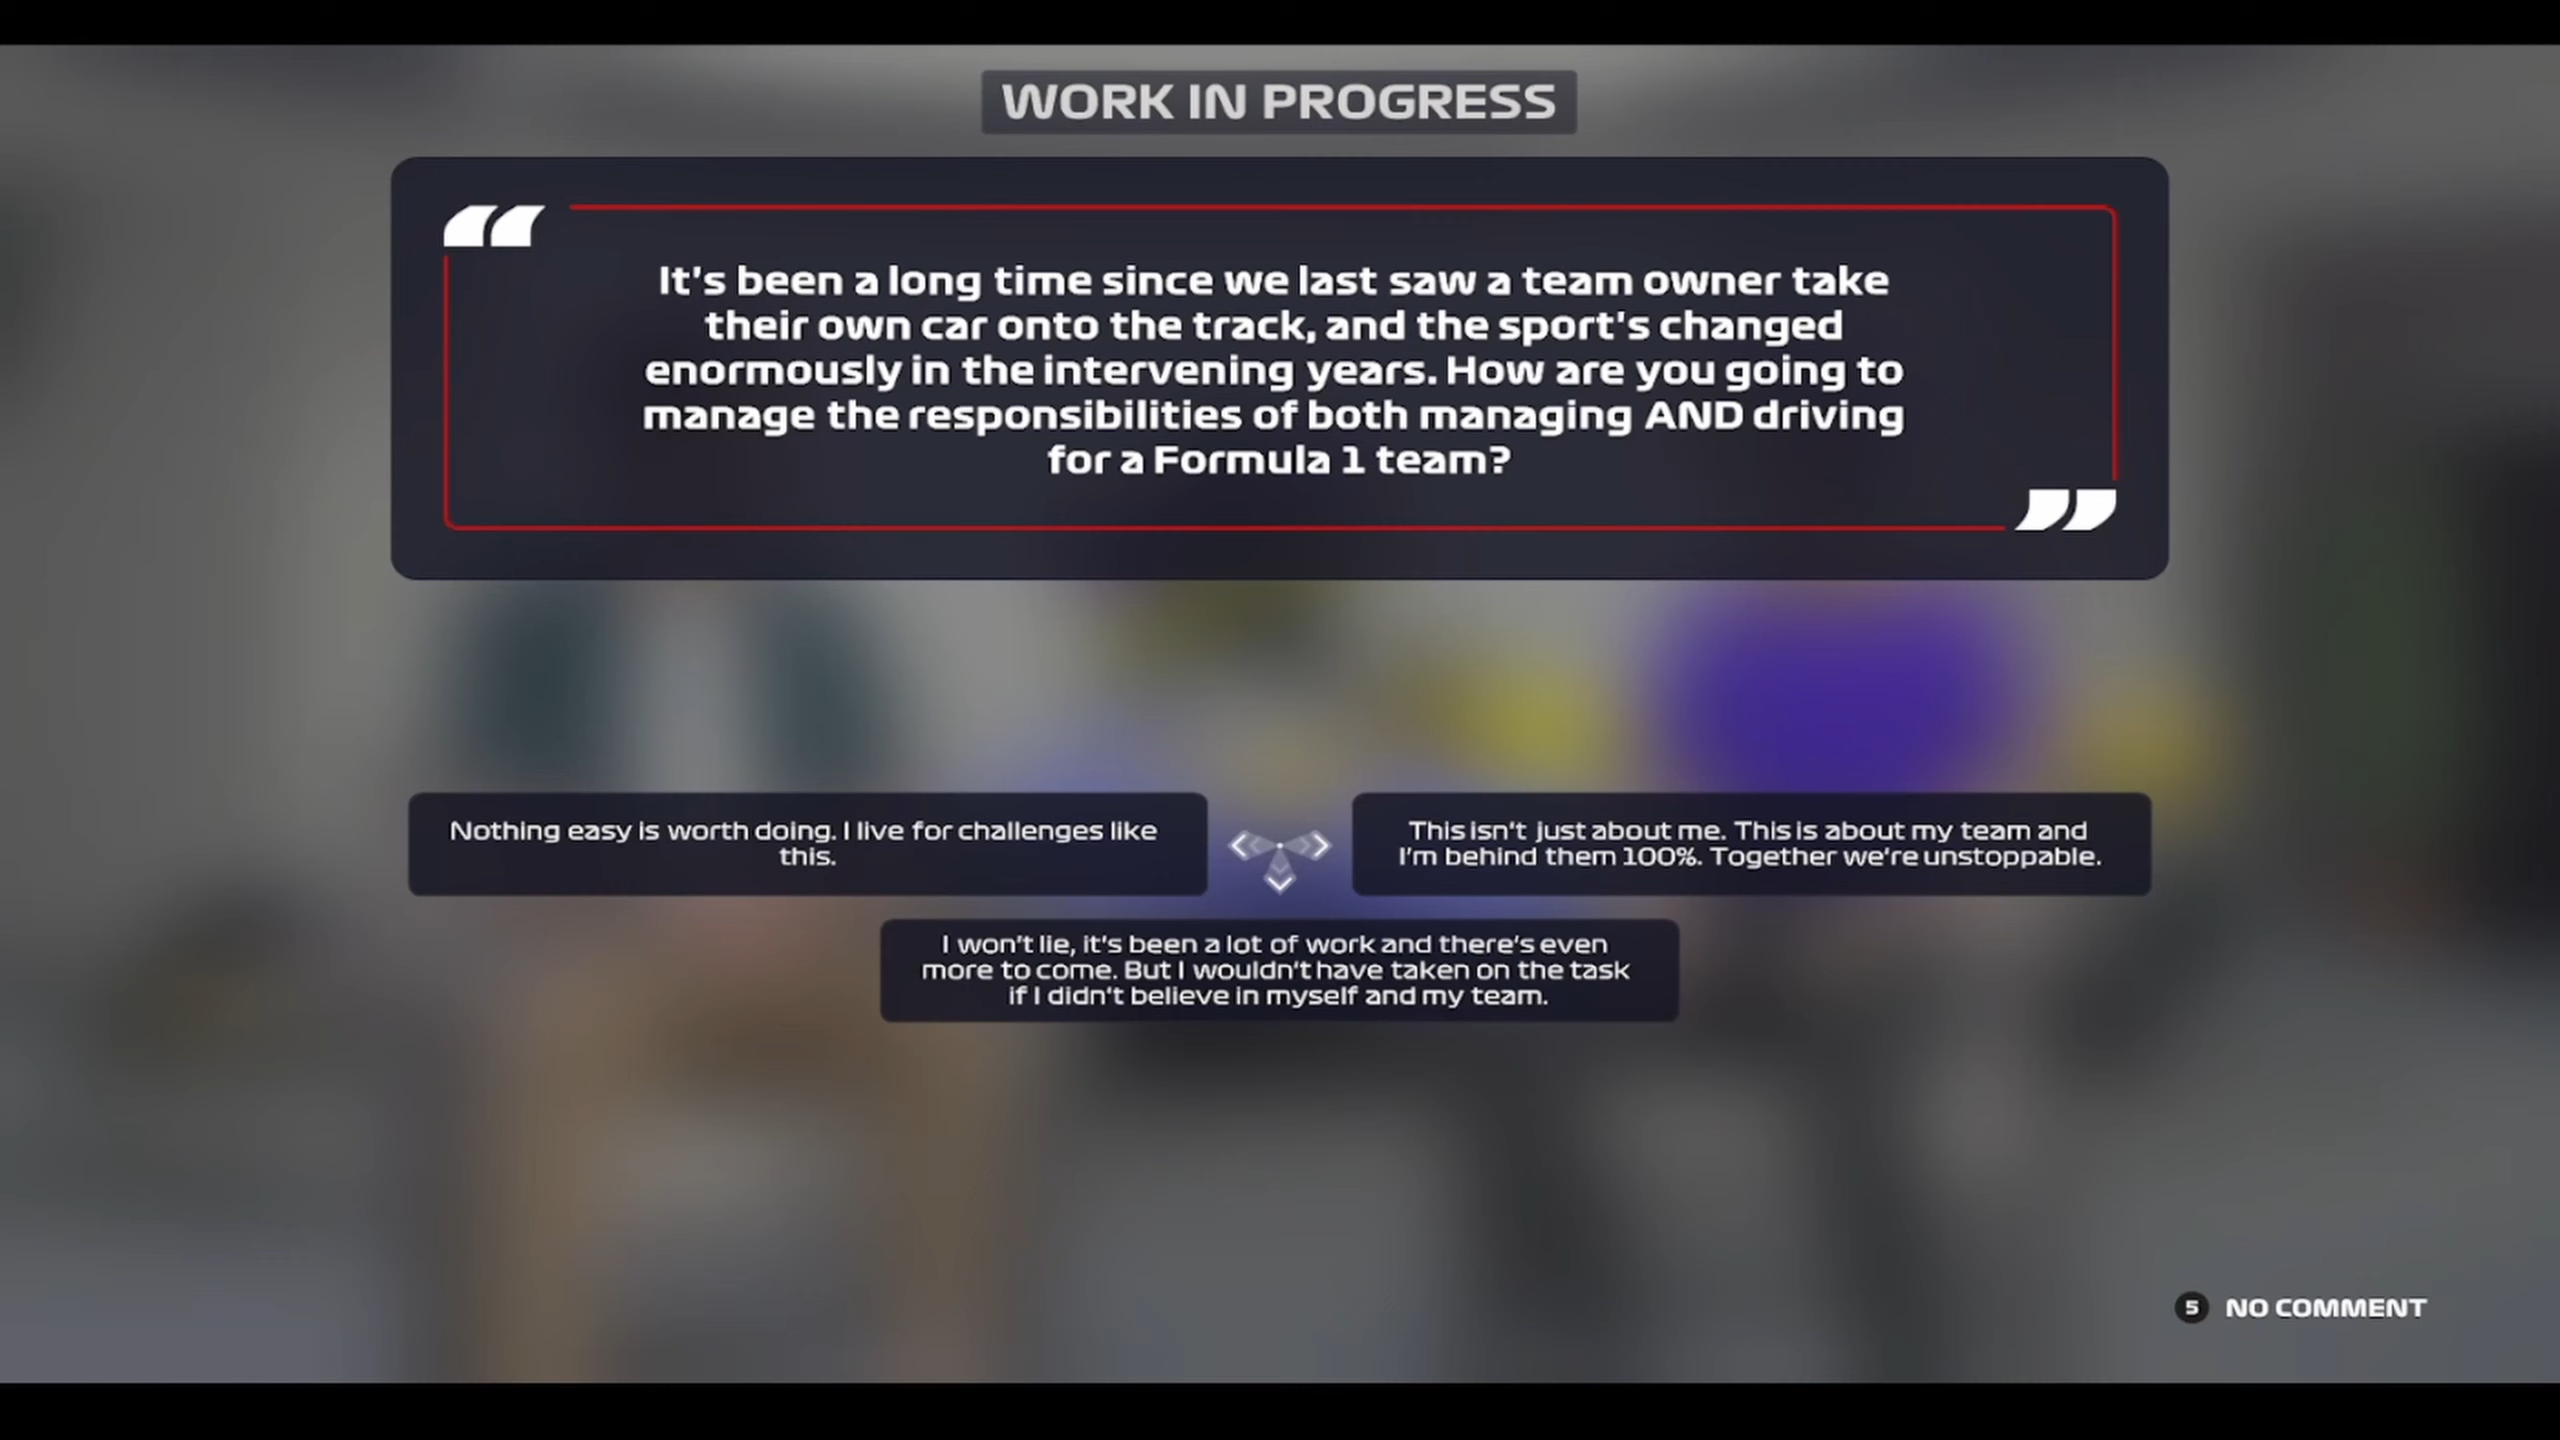 WORK IN PROGRESS
It's been a long time since we last saw a team owner take
their own car onto the track, and the sport's changed
enormously in the intervening years. How are you going to
manage the responsibilities of both managing AND driving
for a Formula 1 team?
Nothing easy is worth doing. I live for challenges like
this.
This isn't just about me. This is about my team and
I'm behind them 100%. Together we're unstoppable.
I won't lie, it's been a lot of work and there's even
more to come. But I wouldn't have taken on the task
if I didn't believe in myself and my team.
5 NO COMMENT